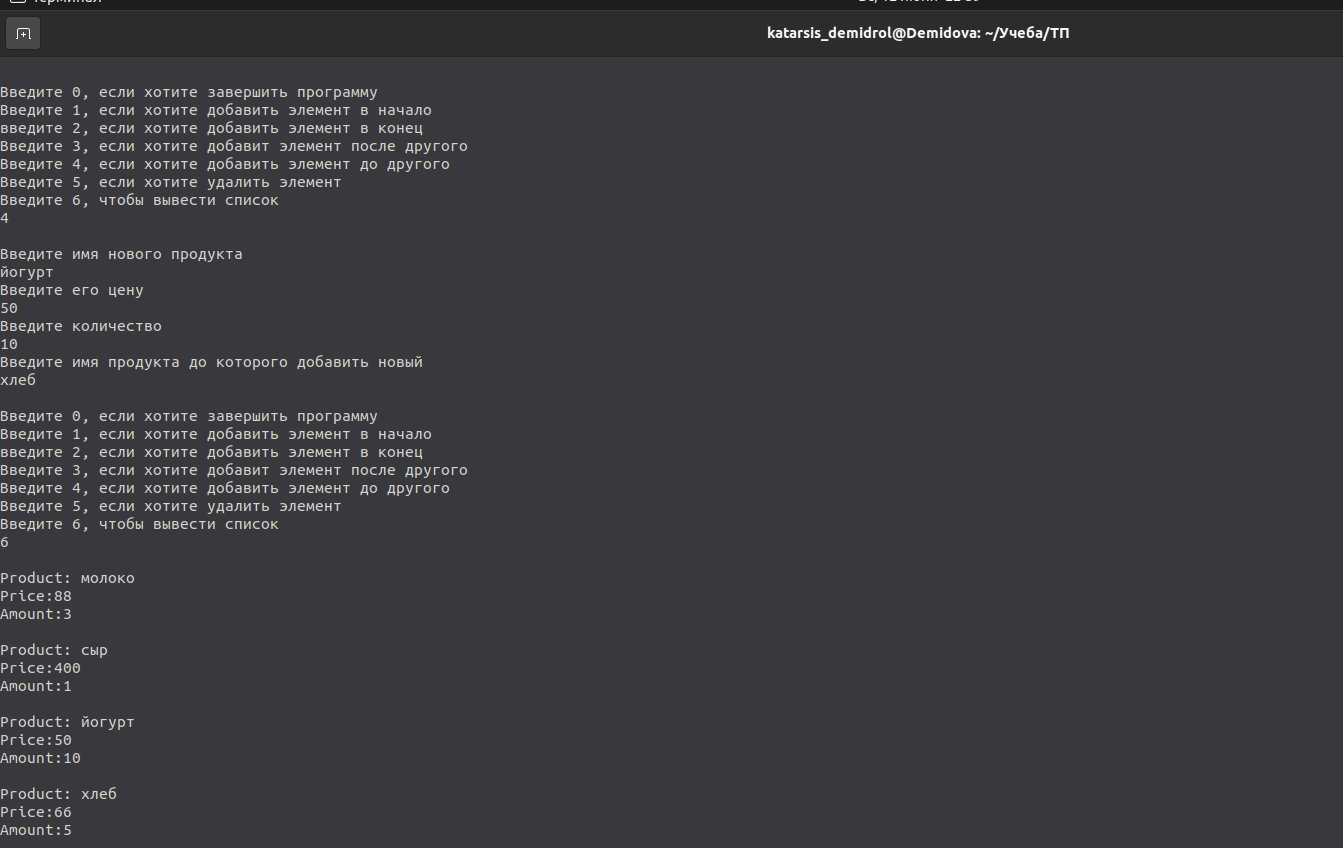 Терминал
katarsis_demidrol@Demidova: ~/Учеба/ТП
Введите 0, если хотите завершить программу
Введите 1, если хотите добавить элемент в начало
введите 2, если хотите добавить элемент в конец
Введите 3, если хотите добавит элемент после другого
Введите 4, если хотите добавить элемент до другого
Введите 5, если хотите удалить элемент
Введите 6, чтобы вывести список
4
Введите имя нового продукта
йогурт
Введите его цену
50
Введите количество
10
Введите имя продукта до которого добавить новый
хлеб
Введите 0, если хотите завершить программу
Введите 1, если хотите добавить элемент в начало
введите 2, если хотите добавить элемент в конец
Введите 3, если хотите добавит элемент после другого
Введите 4, если хотите добавить элемент до другого
Введите 5, если хотите удалить элемент
Введите 6, чтобы вывести список
6
Product: молоко
Price:88
Amount:3
Product: сыр
Price:400
Amount:1
Product: йогурт
Price:50
Amount:10
Product: хлеб
Price:66
Amount:5